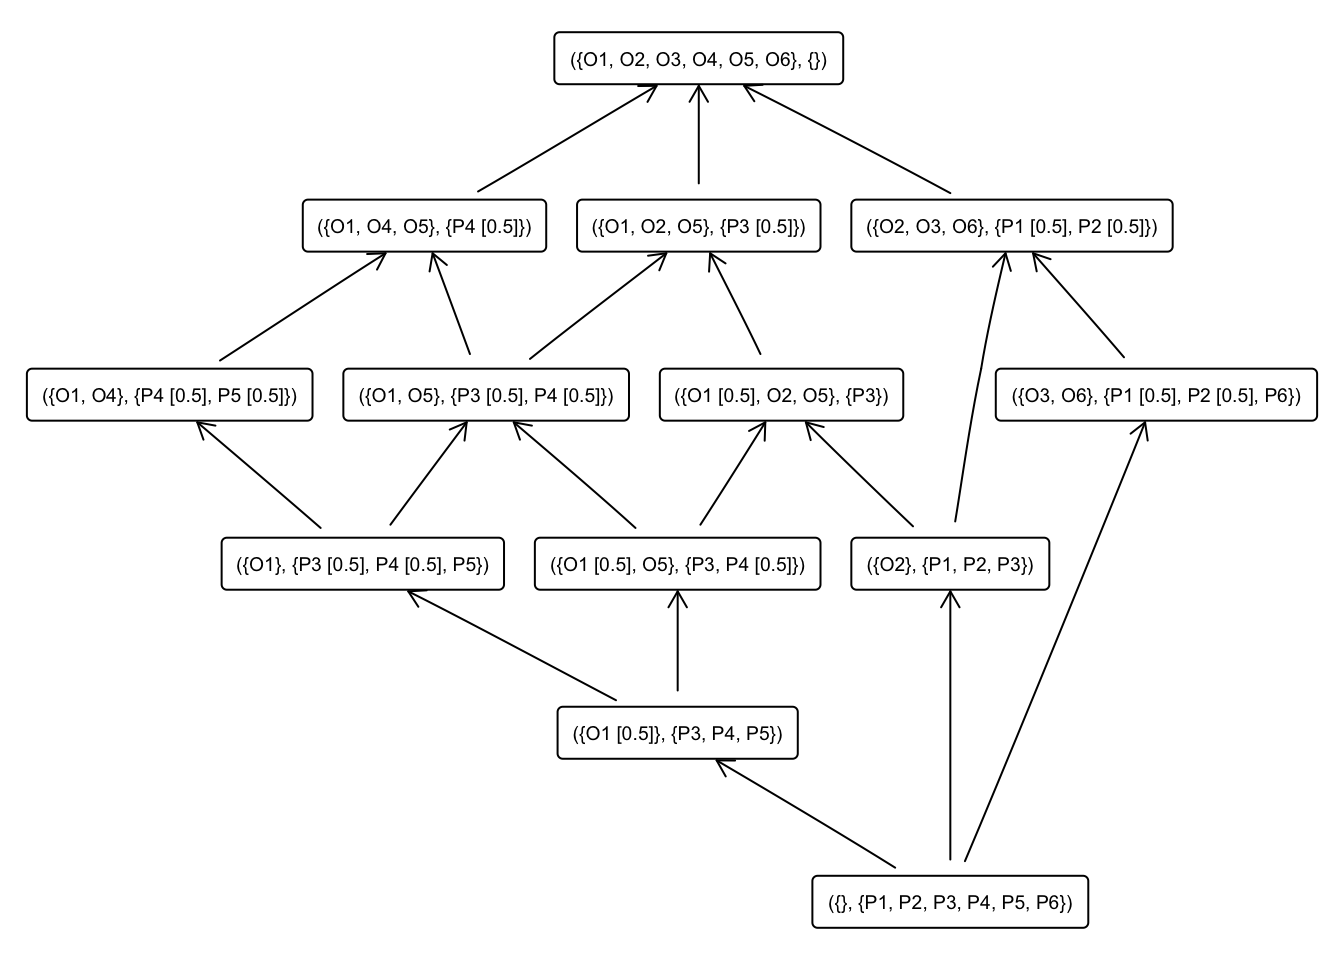 ({O1, O2, O3, O4, O5, O6}, {})
({O1, O4, O5}, {P4 [0.5]})
({O1, O2, O5}, {P3 [0.5]})
({O2, O3, O6}, {P1 [0.5], P2 [0.5]})
({O1, O4}, {P4 [0.5], P5 [0.5]})
({O1, O5}, {P3 [0.5], P4 [0.5]})
({O1 [0.5], O2, O5}, {P3})
({O3, O6}, {P1 [0.5], P2 [0.5], P6})
({O1}, {P3 [0.5], P4 [0.5], P5})
({O1 [0.5], O5}, {P3, P4 [0.5]})
({O2}, {P1, P2, P3})
({O1 [0.5]}, {P3, P4, P5})
({}, {P1, P2, P3, P4, P5, P6})